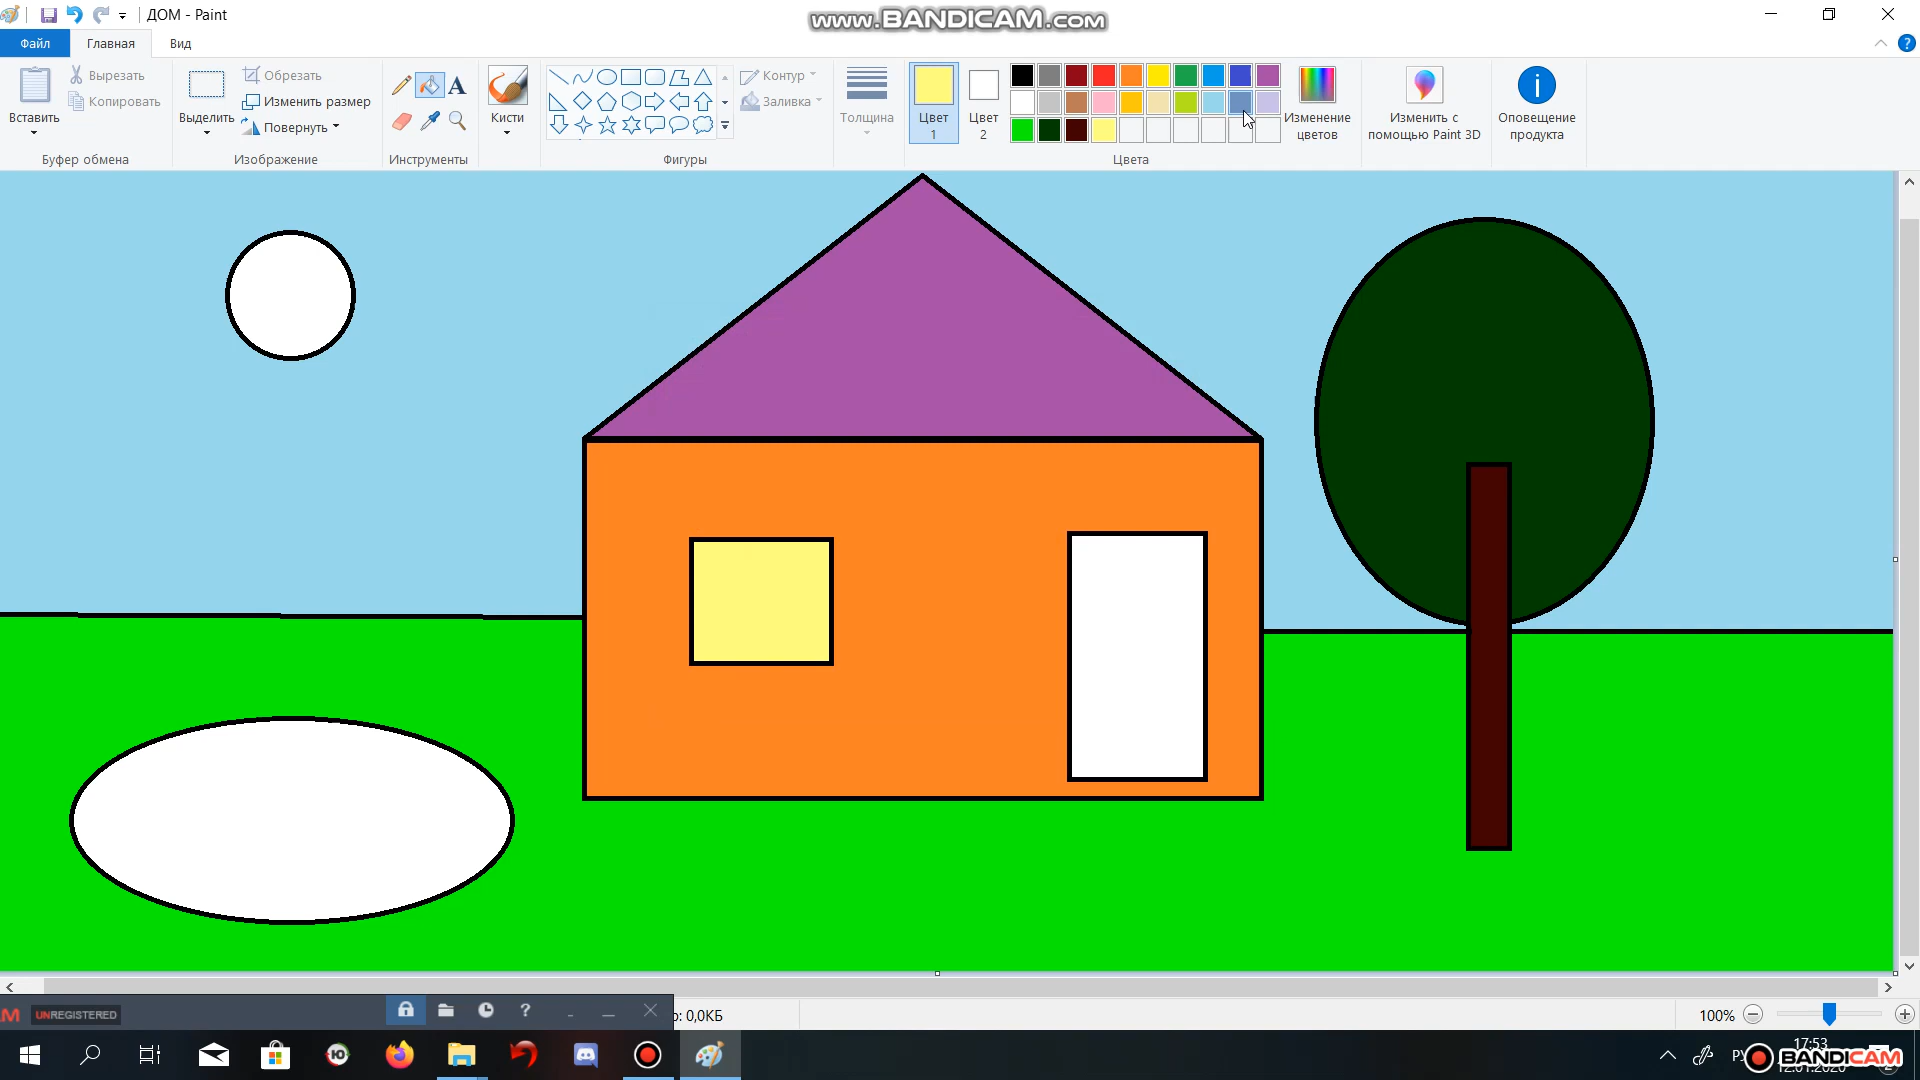 ДОМ - Paint
www.BANDICAM.com
Файл
Главная
Вид
?
Вставить
Вырезать
Копировать
Буфер обмена
Выделить
Обрезать
Изменить размер
Повернуть
Изображение
A
Инструменты
Кисти
Фигуры
Контур
Заливка
Толщина
Цвет
1
Цвет
2
Цвета
Изменение
цветов
Изменить с
помощью Paint 3D
Оповещение
продукта
UNREGISTERED
?
р: 0,0КБ
100%
Ю
17:53
BANDICAM